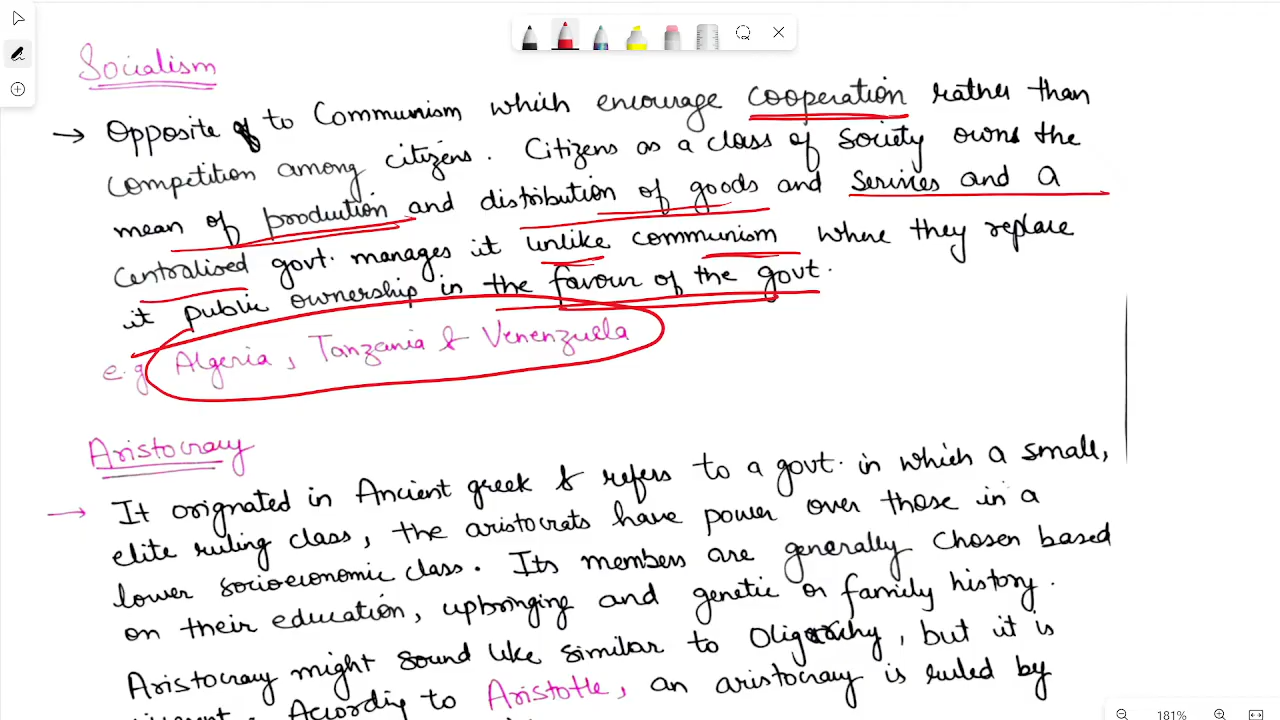 Socialism
→ Opposite of to Communism which encourage cooperation rather than
competition among citizens. Citizens as a class of society owns the
mean of production and distribution of goods and services and a
centralised govt. manages it unlike communism where they replace
it public ownership in the favour of the govt.
e.g Algeria, Tanzania & Venenzuela
Aristocracy
→ It orignated in Ancient greek & refers to a govt. in which a small,
elite ruling class, the aristocrats have power over those in a
lower socioeconomic class. Its members are generally chosen based
on their education, upbringing and genetic or family history.
Aristocracy might sound like similar to Oligarchy, but it is
different. According to Aristotle, an aristocracy is ruled by
181%